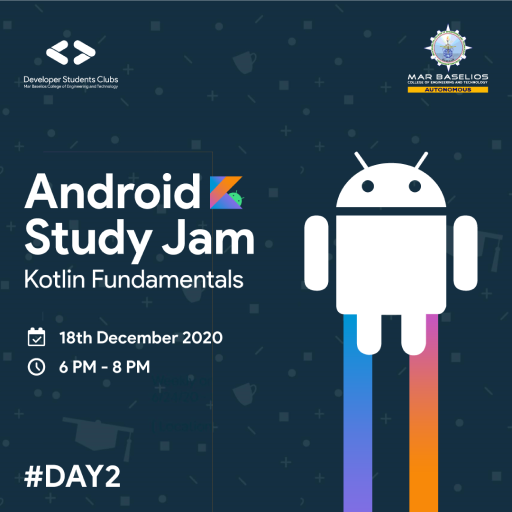 Developer Students Clubs
Mar Baselios College of Engineering and Technology
MAR BASELIOS
COLLEGE OF ENGINEERING AND TECHNOLOGY
AUTONOMOUS
Android
Study Jam
Kotlin Fundamentals
18th December 2020
6 PM - 8 PM
#DAY2